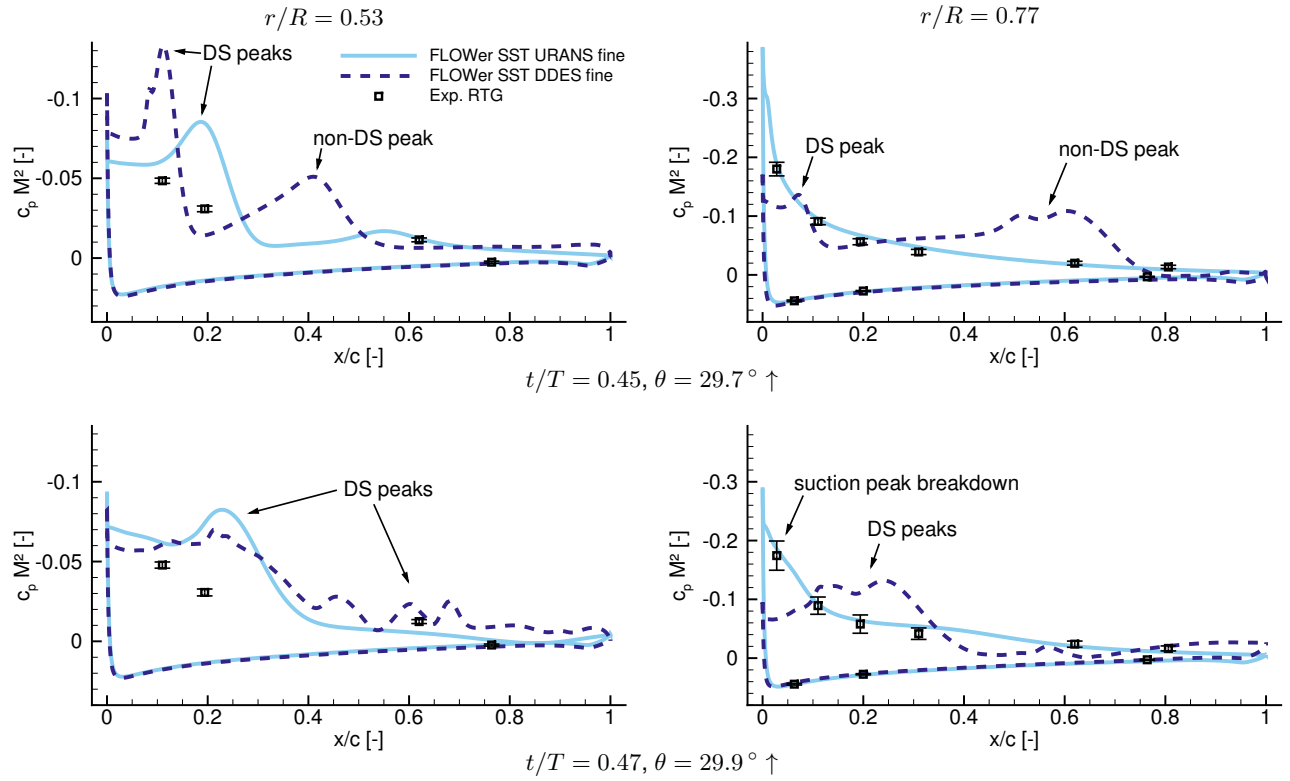 r/R = 0.53
r/R = 0.77
DS peaks
FLOWer SST URANS fine
FLOWer SST DDES fine
Exp. RTG
non-DS peak
-0.1
-0.05
0
cₚ M² [-]
0 0.2 0.4 0.6 0.8 1
x/c [-]
DS peak
non-DS peak
-0.3
-0.2
-0.1
0
cₚ M² [-]
0 0.2 0.4 0.6 0.8 1
x/c [-]
t/T = 0.45, θ = 29.7° ↑
DS peaks
-0.1
-0.05
0
cₚ M² [-]
0 0.2 0.4 0.6 0.8 1
x/c [-]
suction peak breakdown
DS peaks
-0.3
-0.2
-0.1
0
cₚ M² [-]
0 0.2 0.4 0.6 0.8 1
x/c [-]
t/T = 0.47, θ = 29.9° ↑